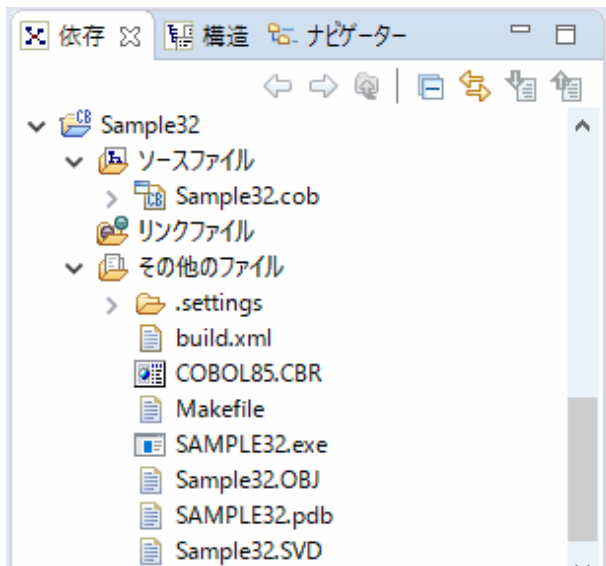 依存 構造 ナビゲーター
Sample32
ソースファイル
Sample32.cob
リンクファイル
その他のファイル
.settings
build.xml
COBOL85.CBR
Makefile
SAMPLE32.exe
Sample32.OBJ
SAMPLE32.pdb
Sample32.SVD